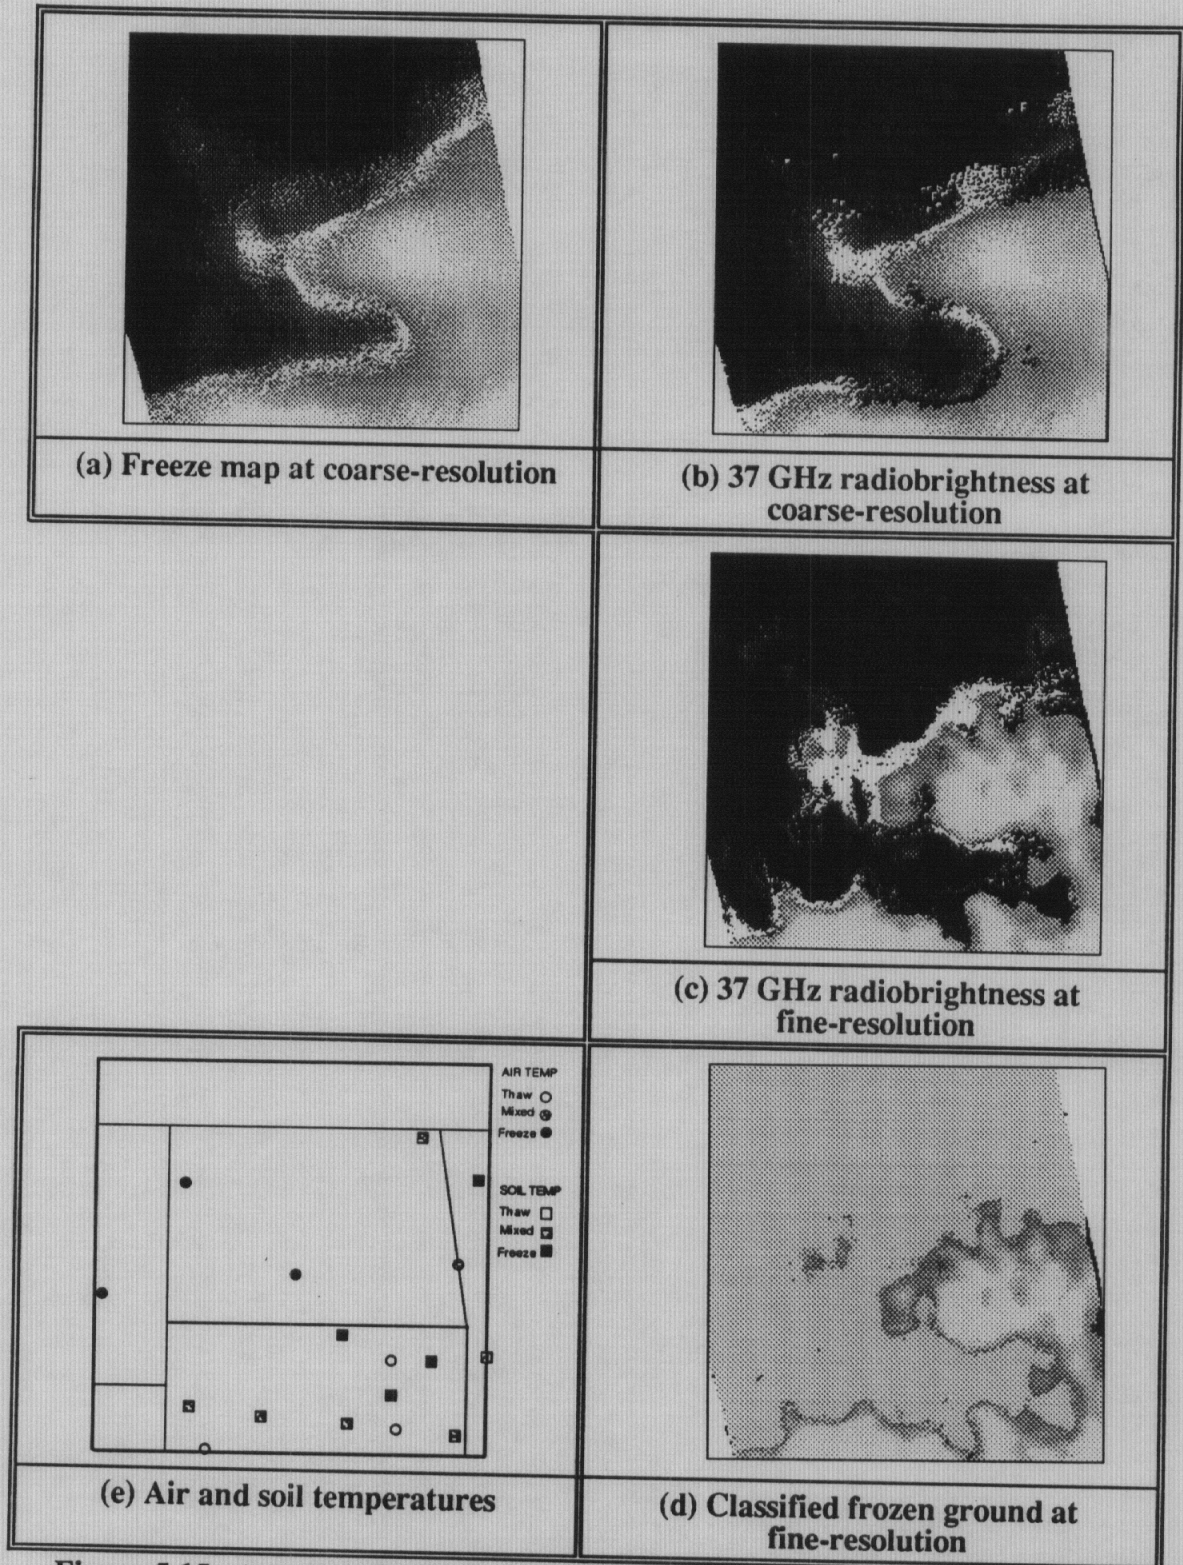 (a) Freeze map at coarse-resolution
(b) 37 GHz radiobrightness at
coarse-resolution
(c) 37 GHz radiobrightness at
fine-resolution
AIR TEMP
Thaw
Mixed
Freeze
SOIL TEMP
Thaw
Mixed
Freeze
(e) Air and soil temperatures
(d) Classified frozen ground at
fine-resolution